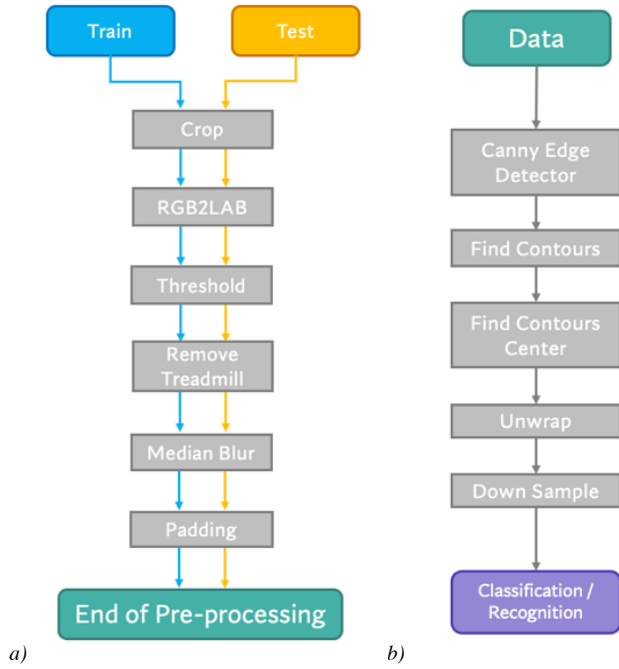 Train
Test
Crop
RGB2LAB
Threshold
Remove
Treadmill
Median Blur
Padding
End of Pre-processing
a)
Data
Canny Edge
Detector
Find Contours
Find Contours
Center
Unwrap
Down Sample
Classification /
Recognition
b)